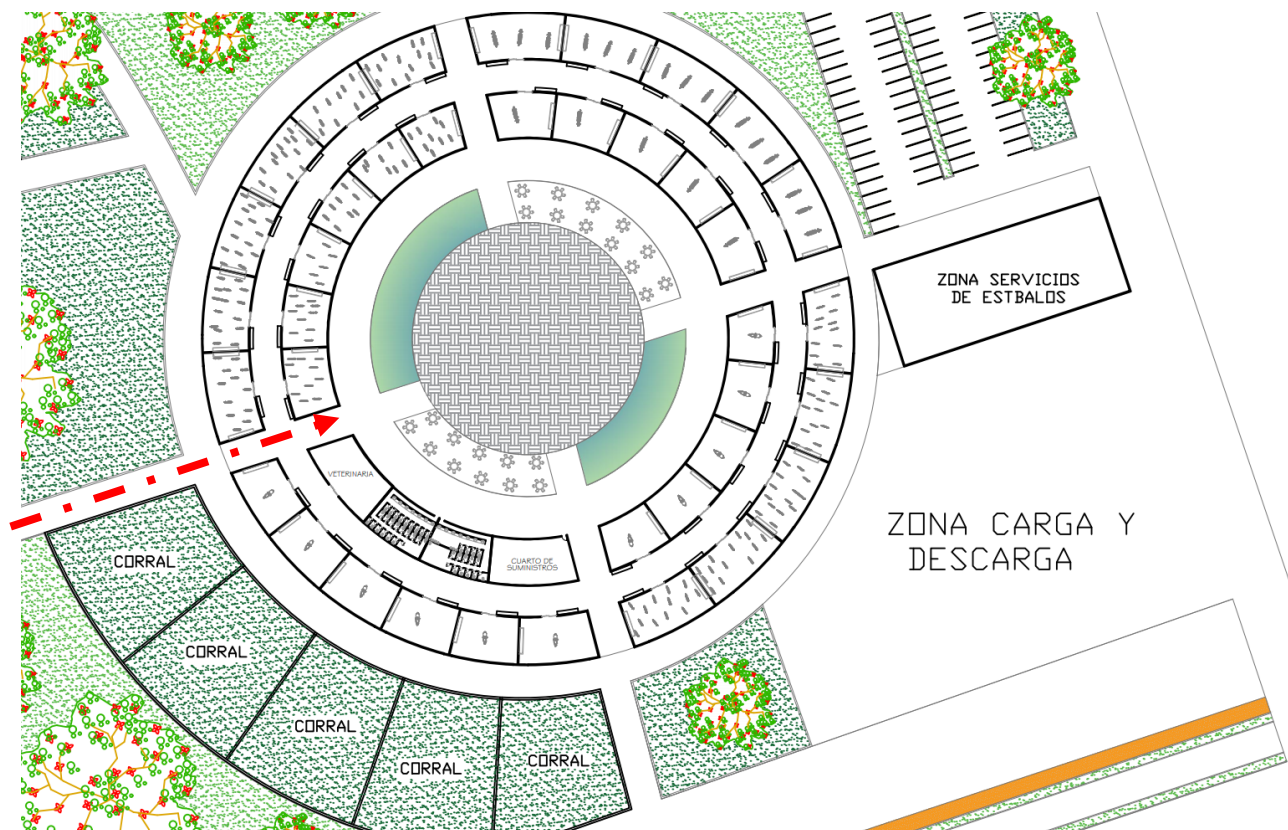 ZONA SERVICIOS
DE ESTBALOS
VETERINARIA
ZONA CARGA Y
DESCARGA
CORRAL
CUARTO DE
SUMINISTROS
CORRAL
CORRAL
CORRAL
CORRAL